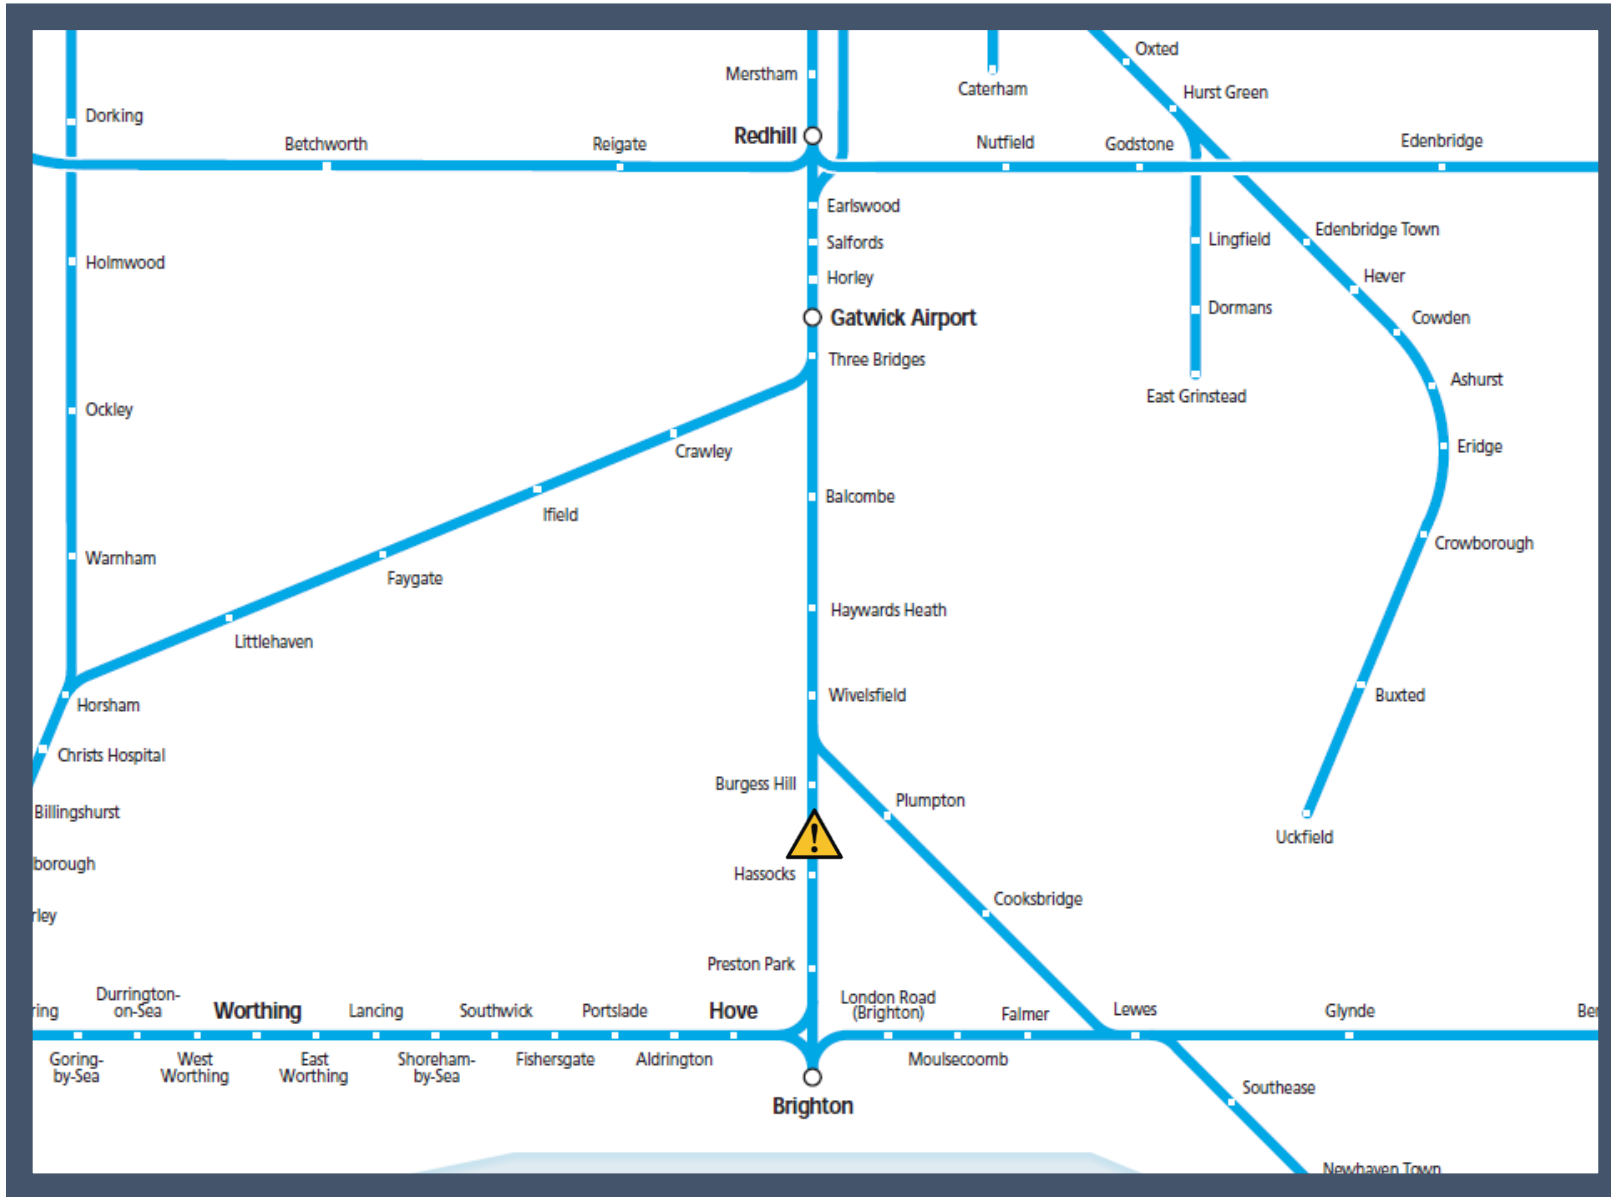 Oxted
Merstham
Caterham
Hurst Green
Dorking
Redhill
Betchworth
Reigate
Nutfield
Godstone
Edenbridge
Earlswood
Salfords
Lingfield
Edenbridge Town
Holmwood
Horley
Hever
Gatwick Airport
Dormans
Cowden
Three Bridges
Ashurst
East Grinstead
Ockley
Crawley
Eridge
Balcombe
Ifield
Crowborough
Warnham
Faygate
Haywards Heath
Littlehaven
Wivelsfield
Buxted
Horsham
Christs Hospital
Burgess Hill
Plumpton
Billingshurst
!
Uckfield
borough
Hassocks
Cooksbridge
rley
Preston Park
ring
Durrington-
on-Sea
Worthing
Lancing
Southwick
Portslade
Hove
London Road
(Brighton)
Falmer
Lewes
Glynde
Ber
Goring-
by-Sea
West
Worthing
East
Worthing
Shoreham-
by-Sea
Fishersgate
Aldrington
Moulsecoomb
Southease
Brighton
Newhaven Town